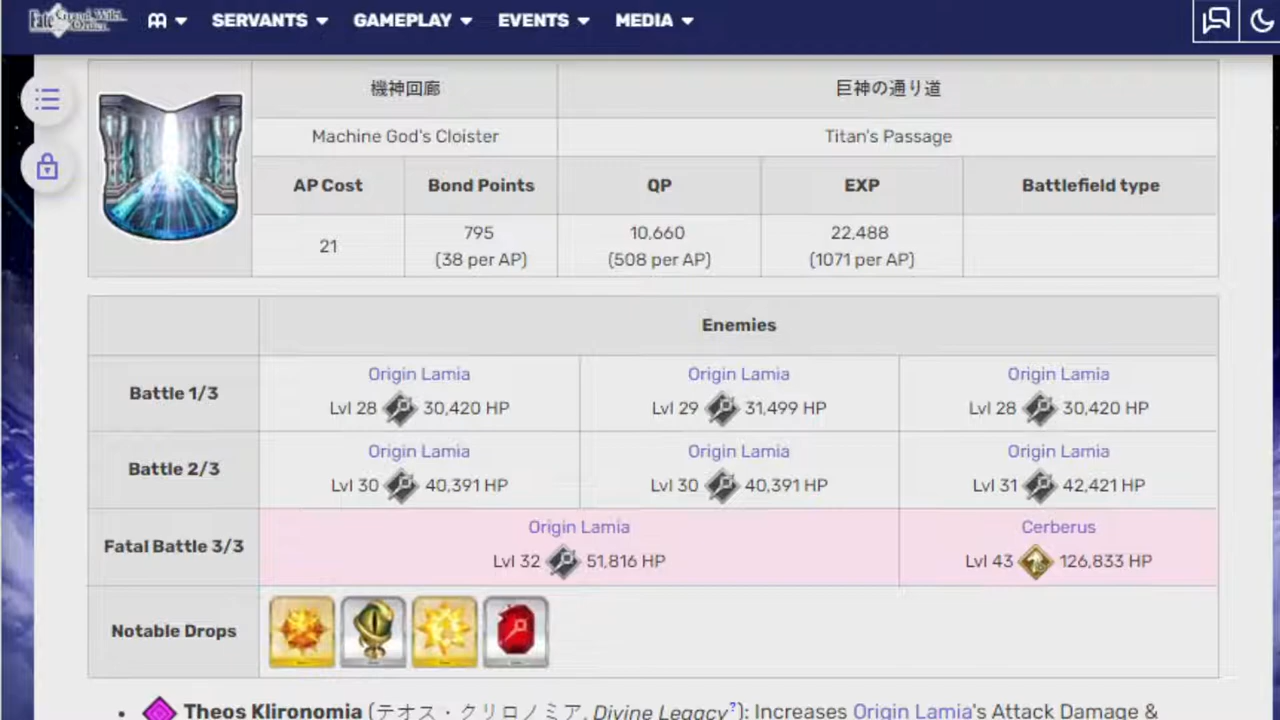 Fate Grand Order Wiki
SERVANTS GAMEPLAY EVENTS MEDIA
機神回廊 巨神の通り道
Machine God's Cloister Titan's Passage
AP Cost Bond Points QP EXP Battlefield type
21 795 10,660 22,488
(38 per AP) (508 per AP) (1071 per AP)
Enemies
Battle 1/3
Origin Lamia Origin Lamia Origin Lamia
Lvl 28 30,420 HP Lvl 29 31,499 HP Lvl 28 30,420 HP
Battle 2/3
Origin Lamia Origin Lamia Origin Lamia
Lvl 30 40,391 HP Lvl 30 40,391 HP Lvl 31 42,421 HP
Fatal Battle 3/3
Origin Lamia Cerberus
Lvl 32 51,816 HP Lvl 43 126,833 HP
Notable Drops
• Theos Klironomia (テオス・クリロノミア, Divine Legacy?): Increases Origin Lamia's Attack Damage &